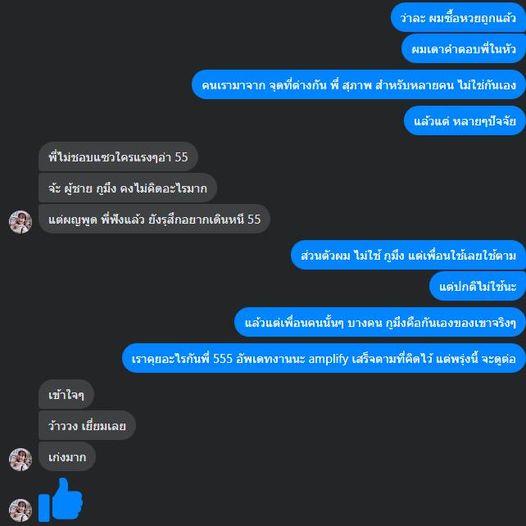 ว่าละ ผมซื้อหวยถูกแล้ว
ผมเดาคำตอบพี่ในหัว
คนเรามาจาก จุดที่ต่างกัน พี่ สุภาพ สำหรับหลายคน ไม่ใช่กันเอง
แล้วแต่ หลายๆปัจจัย
พี่ไม่ชอบแซวใครแรงๆอ่า 55
จ้ะ ผู้ชาย กูมึง คงไม่คิดอะไรมาก
แต่ผญพูด พี่ฟังแล้ว ยังรุสึกอยากเดินหนี 55
ส่วนตัวผม ไม่ใช้ กูมึง แต่เพื่อนใช้เลยใช้ตาม
แต่ปกติไม่ใช้นะ
แล้วแต่เพื่อนคนนั้นๆ บางคน กูมึงคือกันเองของเขาจริงๆ
เราคุยอะไรกันพี่ 555 อัพเดทงานนะ amplify เสร็จตามที่คิดไว้ แต่พรุ่งนี้ จะดูต่อ
เข้าใจๆ
ว้าววง เยี่ยมเลย
เก่งมาก